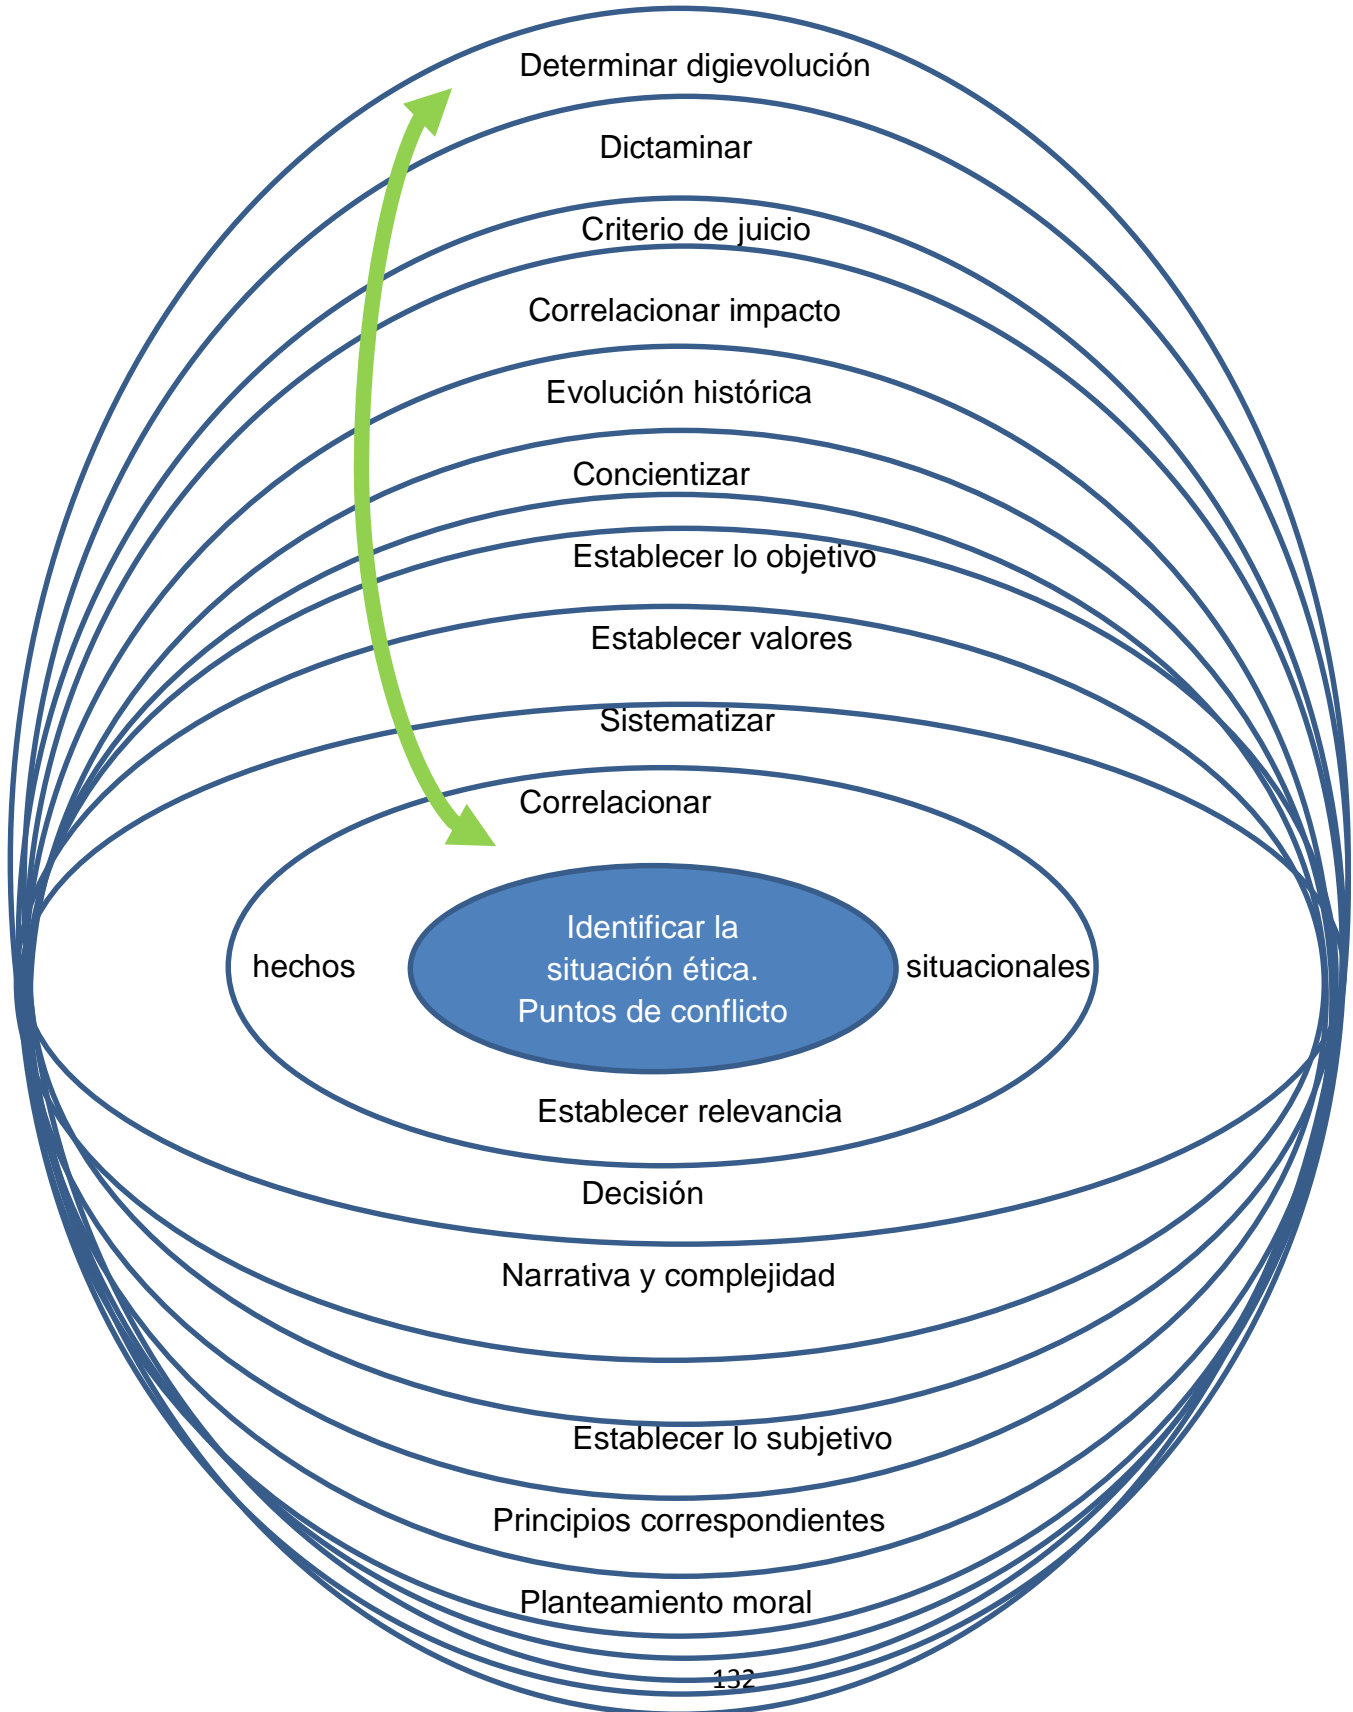 Determinar digievolución
Dictaminar
Criterio de juicio
Correlacionar impacto
Evolución histórica
Concientizar
Establecer lo objetivo
Establecer valores
Sistematizar
Correlacionar
Identificar la
situación ética.
Puntos de conflicto
hechos
situacionales
Establecer relevancia
Decisión
Narrativa y complejidad
Establecer lo subjetivo
Principios correspondientes
Planteamiento moral
132